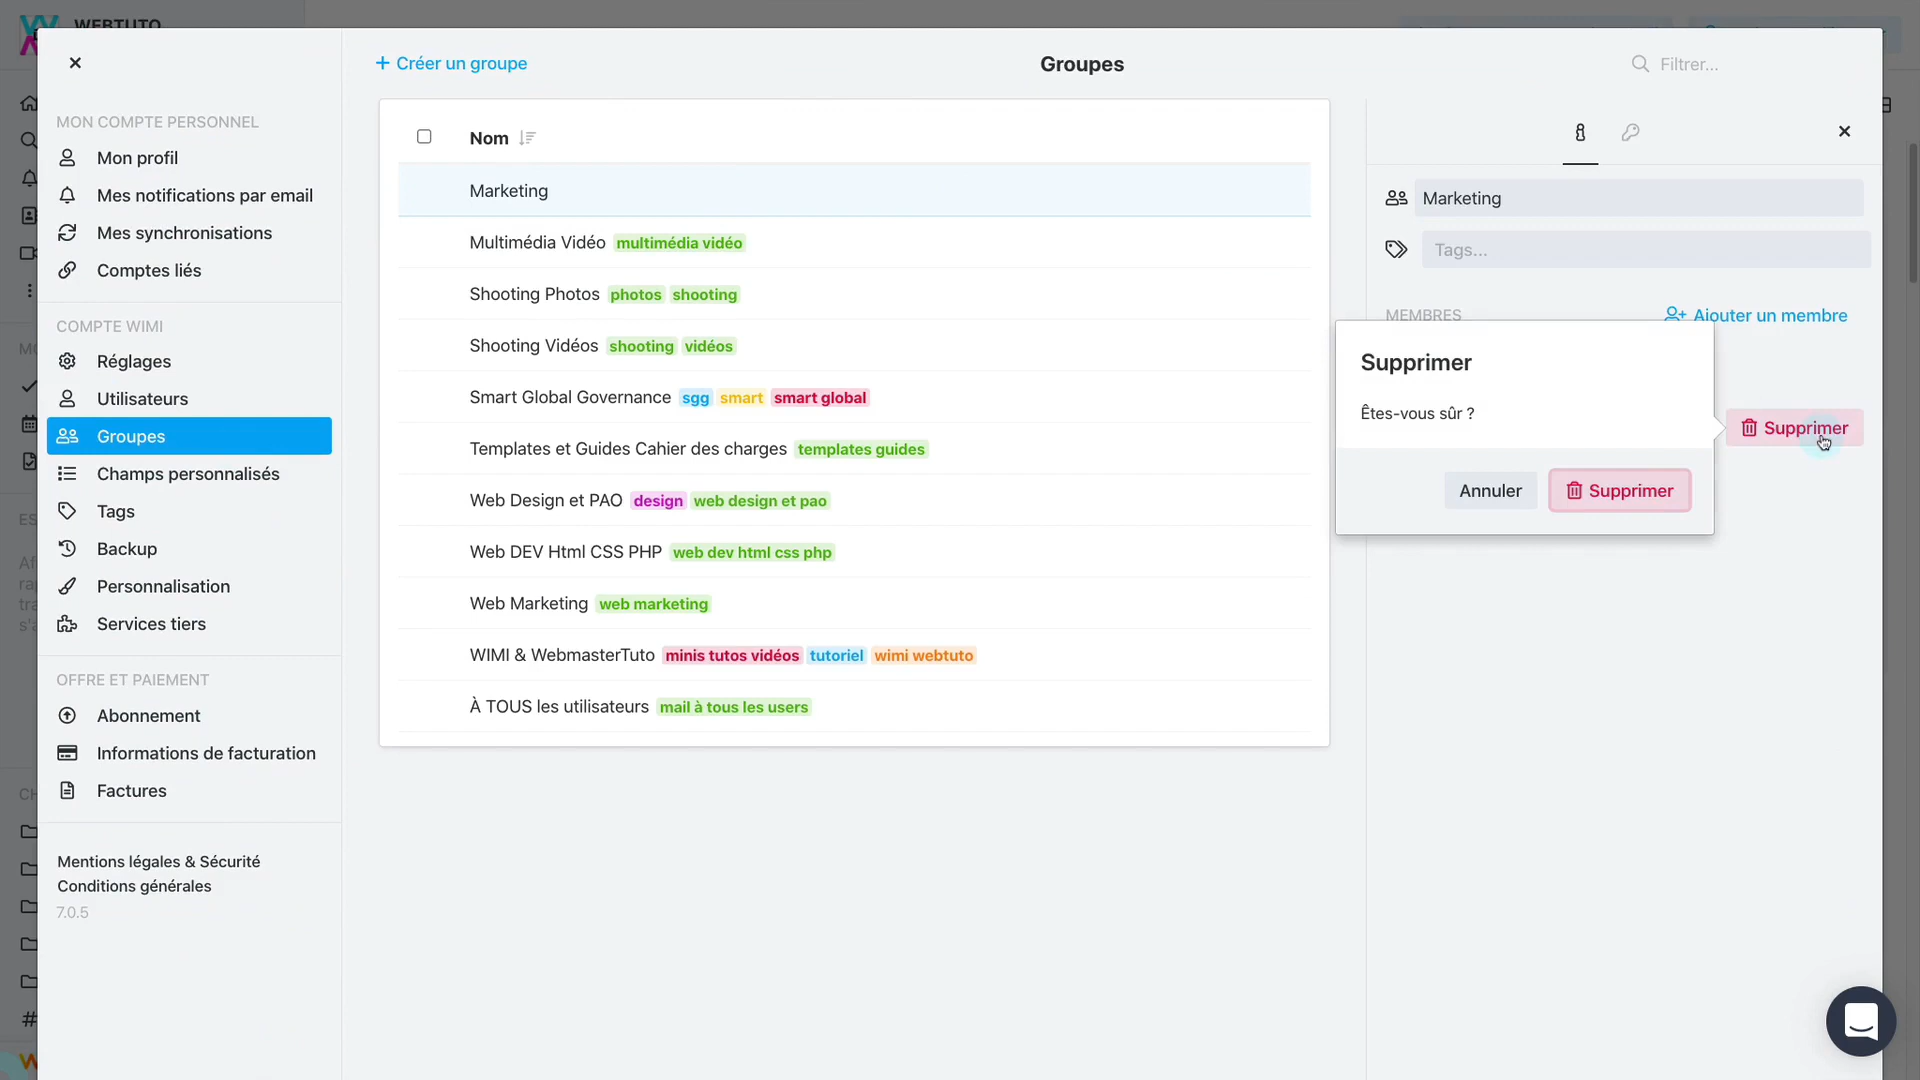 WEBTUTO
+ Créer un groupe
Groupes
Filtrer...
MON COMPTE PERSONNEL
Mon profil
Mes notifications par email
Mes synchronisations
Comptes liés
COMPTE WIMI
Réglages
Utilisateurs
Groupes
Champs personnalisés
Tags
Backup
Personnalisation
Services tiers
OFFRE ET PAIEMENT
Abonnement
Informations de facturation
Factures
Mentions légales & Sécurité
Conditions générales
7.0.5
Nom
Marketing
Multimédia Vidéo multimédia vidéo
Shooting Photos photos shooting
Shooting Vidéos shooting vidéos
Smart Global Governance sgg smart smart global
Templates et Guides Cahier des charges templates guides
Web Design et PAO design web design et pao
Web DEV Html CSS PHP web dev html css php
Web Marketing web marketing
WIMI & WebmasterTuto minis tutos vidéos tutoriel wimi webtuto
À TOUS les utilisateurs mail à tous les users
Marketing
Tags...
MEMBRES
Ajouter un membre
Supprimer
Êtes-vous sûr ?
Annuler
Supprimer
Supprimer